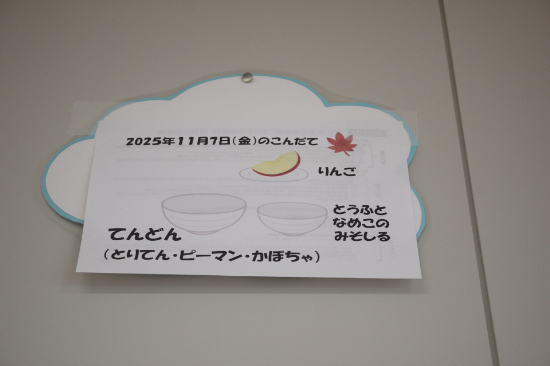 2025年11月7日(金)のこんだて
りんご
とうふと
なめこの
みそしる
てんどん
(とりてん・ピーマン・かぼちゃ)